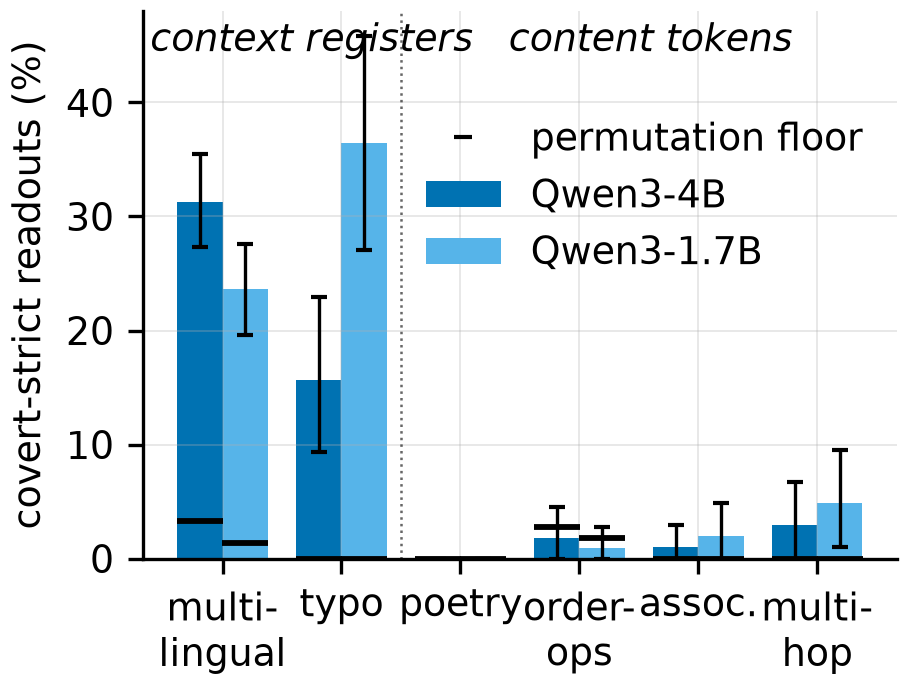 context registers content tokens
permutation floor
Qwen3-4B
Qwen3-1.7B
covert-strict readouts (%)
40
30
20
10
0
multi-
lingual
typo
poetry
order-
ops
assoc.
multi-
hop